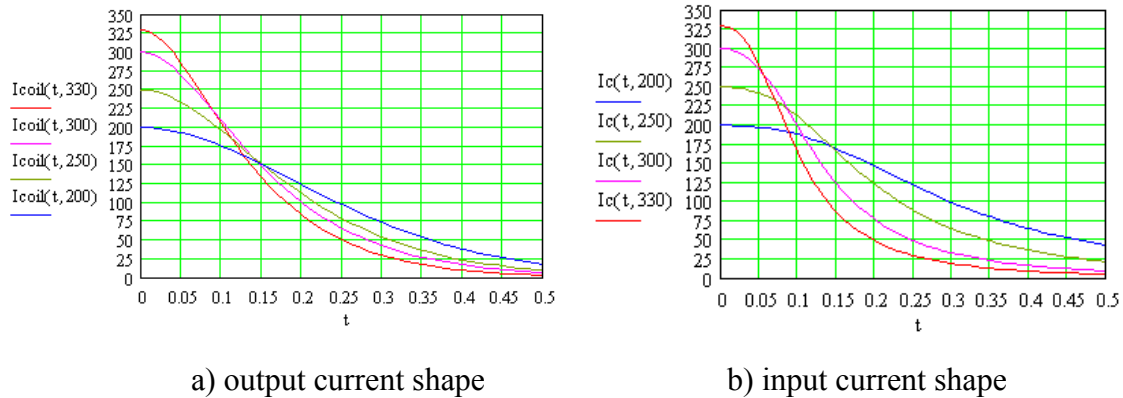 350
325
300
275
250
225
200
175
150
125
100
75
50
25
0
Icoil(t,330)
Icoil(t,300)
Icoil(t,250)
Icoil(t,200)
0 0.05 0.1 0.15 0.2 0.25 0.3 0.35 0.4 0.45 0.5
t
a) output current shape
350
325
300
275
250
225
200
175
150
125
100
75
50
25
0
Ic(t,200)
Ic(t,250)
Ic(t,300)
Ic(t,330)
0 0.05 0.1 0.15 0.2 0.25 0.3 0.35 0.4 0.45 0.5
t
b) input current shape